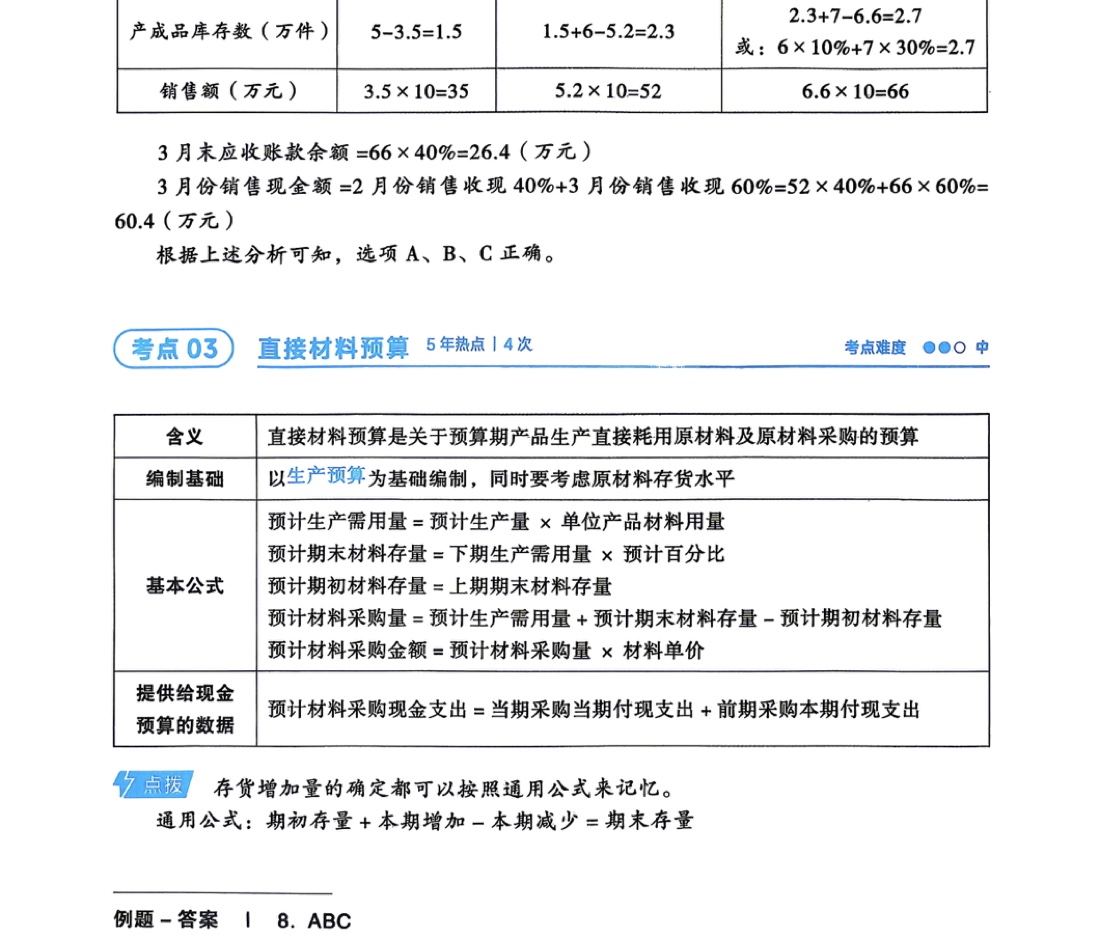 产成品库存数（万件） 5-3.5=1.5 1.5+6-5.2=2.3 2.3+7-6.6=2.7
或：6×10%+7×30%=2.7
销售额（万元） 3.5×10=35 5.2×10=52 6.6×10=66
3月末应收账款余额=66×40%=26.4（万元）
3月份销售现金额=2月份销售收现40%+3月份销售收现60%=52×40%+66×60%=
60.4（万元）
根据上述分析可知，选项A、B、C正确。
考点03 直接材料预算 5年热点|4次 考点难度 ●●○ 中
含义 直接材料预算是关于预算期产品生产直接耗用原材料及原材料采购的预算
编制基础 以生产预算为基础编制，同时要考虑原材料存货水平
基本公式
预计生产需用量=预计生产量×单位产品材料用量
预计期末材料存量=下期生产需用量×预计百分比
预计期初材料存量=上期期末材料存量
预计材料采购量=预计生产需用量+预计期末材料存量-预计期初材料存量
预计材料采购金额=预计材料采购量×材料单价
提供给现金
预算的数据
预计材料采购现金支出=当期采购当期付现支出+前期采购本期付现支出
点拨 存货增加量的确定都可以按照通用公式来记忆。
通用公式：期初存量+本期增加-本期减少=期末存量
例题-答案 | 8. ABC